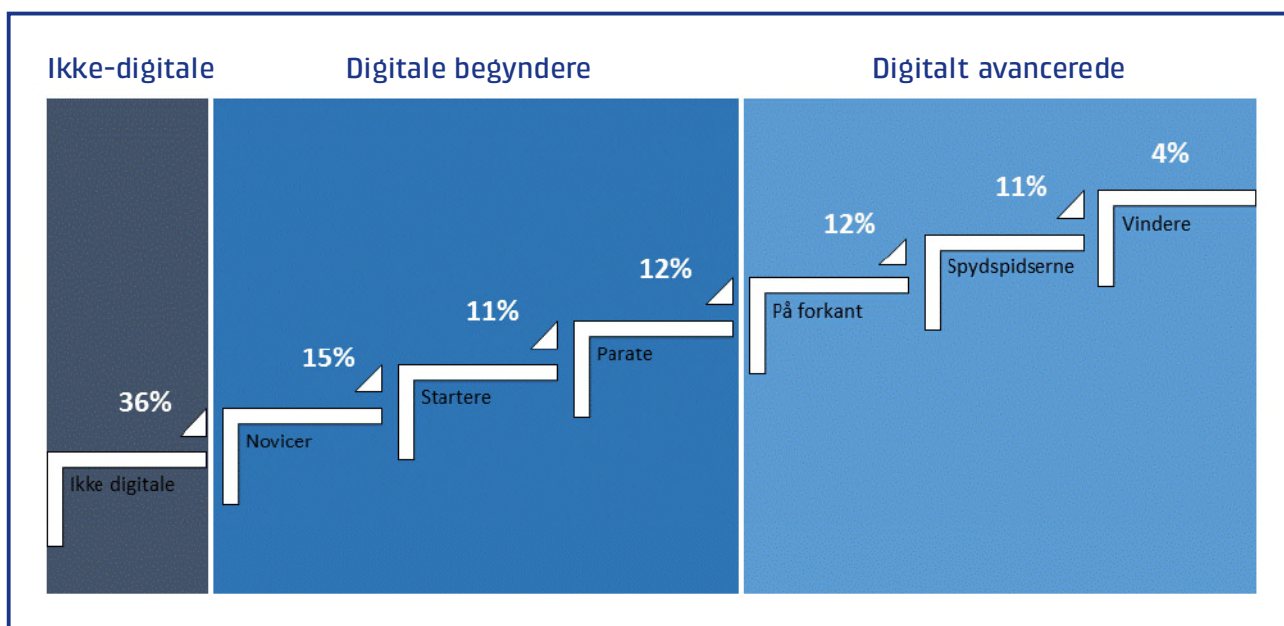 Ikke-digitale
Digitale begyndere
Digitalt avancerede
36%
Ikke digitale
15%
Novicer
11%
Startere
12%
Parate
12%
På forkant
11%
Spydspidserne
4%
Vindere